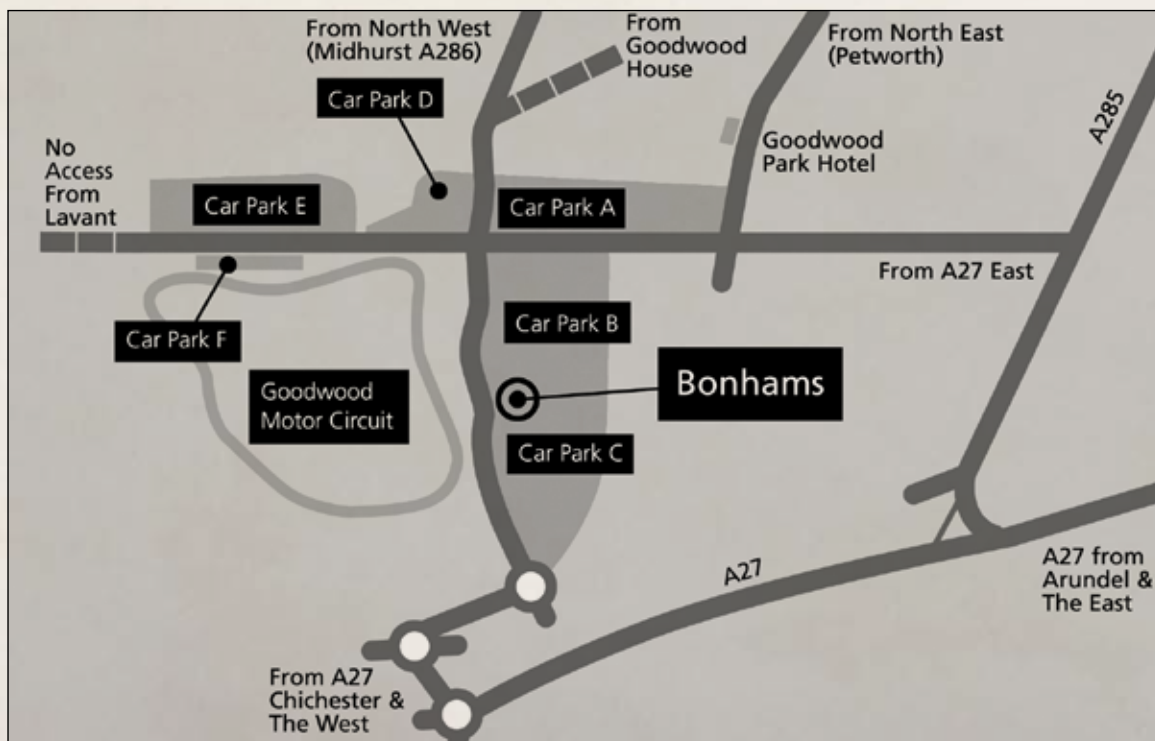 From North West
(Midhurst A286)
From
Goodwood
House
From North East
(Petworth)
Car Park D
A285
No
Access
From
Lavant
Goodwood
Park Hotel
Car Park E
Car Park A
From A27 East
Car Park F
Car Park B
Bonhams
Goodwood
Motor Circuit
Car Park C
A27
A27 from
Arundel &
The East
From A27
Chichester &
The West